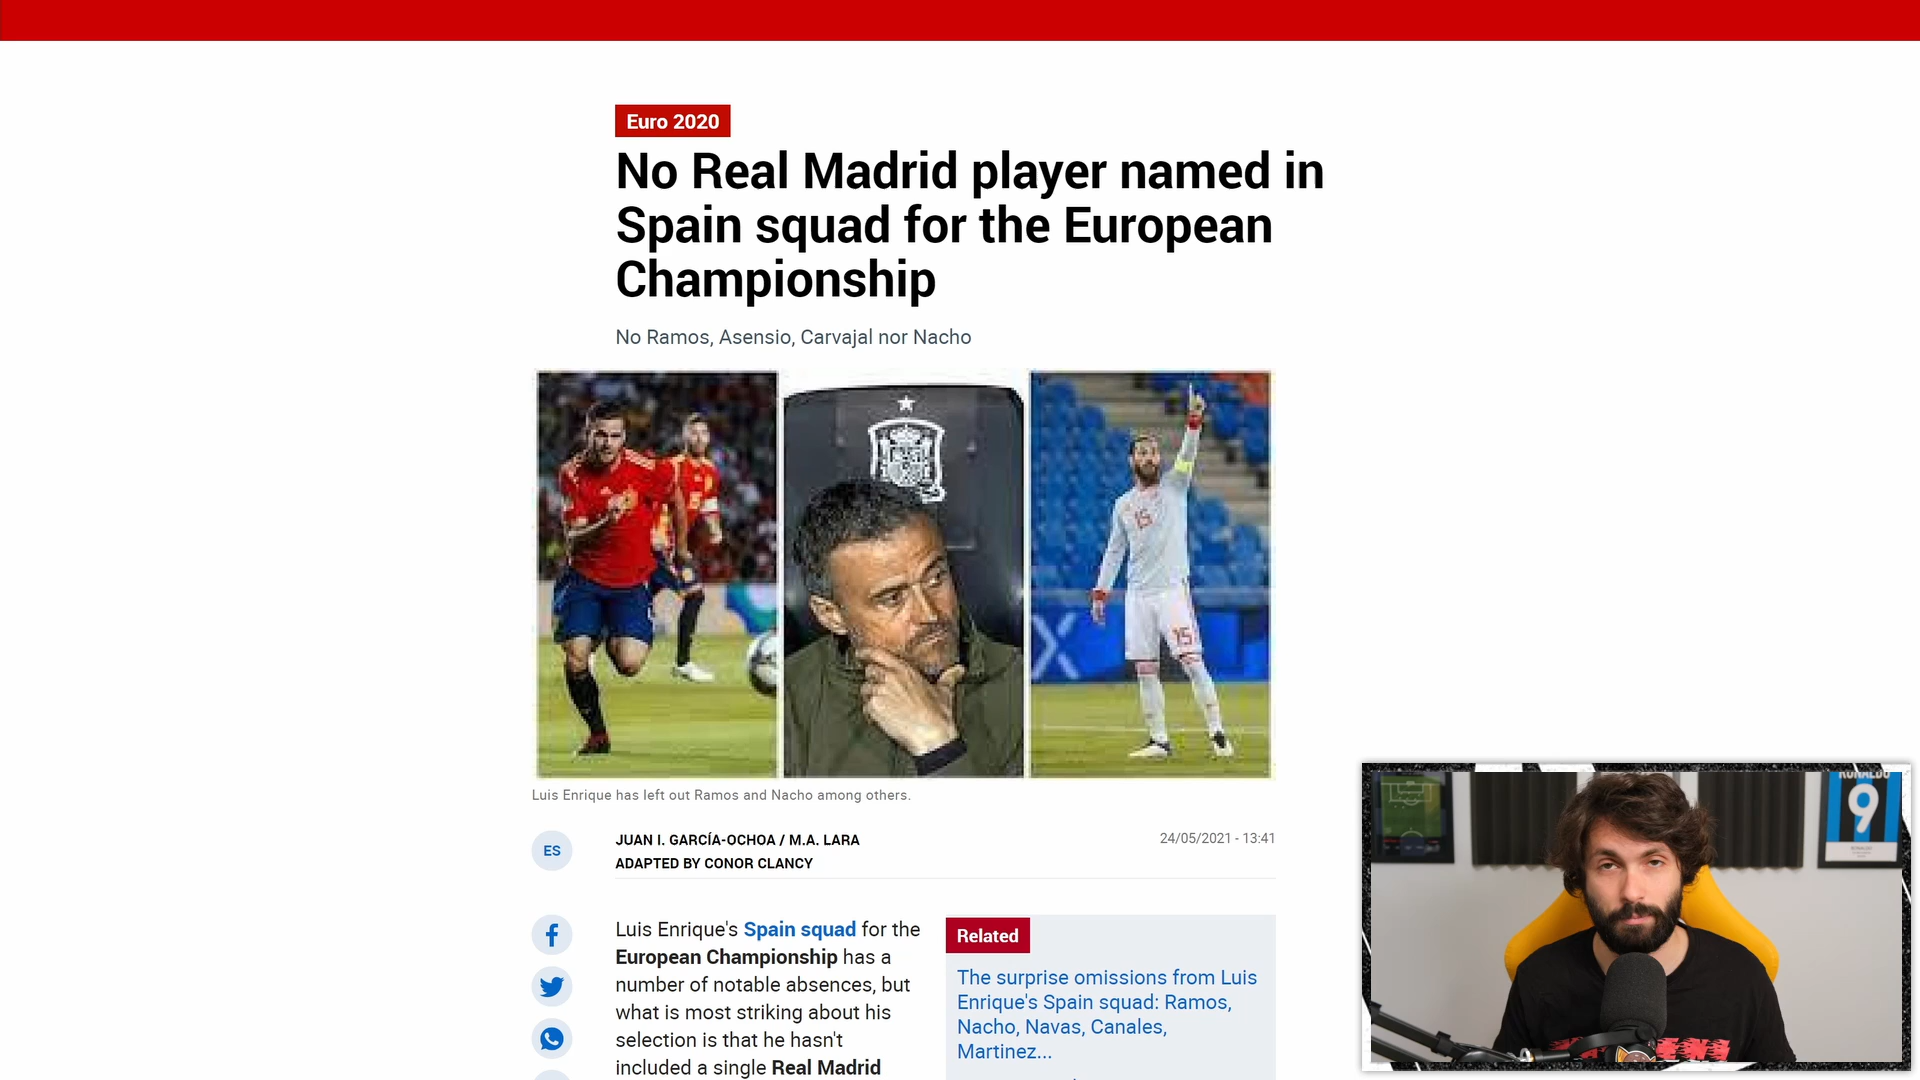 Euro 2020
No Real Madrid player named in
Spain squad for the European
Championship
No Ramos, Asensio, Carvajal nor Nacho
15
15
Luis Enrique has left out Ramos and Nacho among others.
ES
JUAN I. GARCÍA-OCHOA / M.A. LARA
ADAPTED BY CONOR CLANCY
24/05/2021 - 13:41
Luis Enrique's Spain squad for the
European Championship has a
number of notable absences, but
what is most striking about his
selection is that he hasn't
included a single Real Madrid
Related
The surprise omissions from Luis
Enrique's Spain squad: Ramos,
Nacho, Navas, Canales,
Martinez...
RONALDO
9